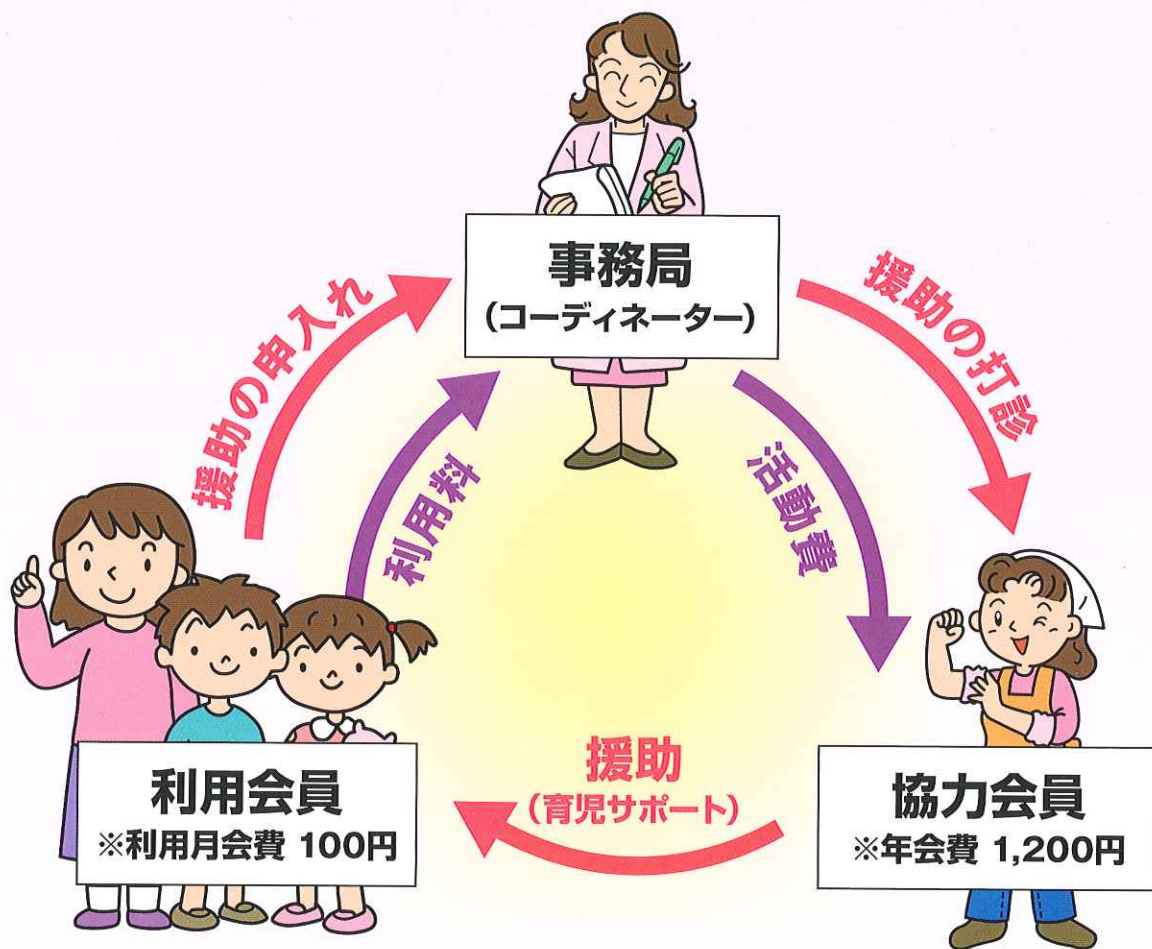 事務局
(コーディネーター)
援助の申入れ
援助の打診
利用料
活動費
援助
(育児サポート)
利用会員
※利用月会費 100円
協力会員
※年会費 1,200円